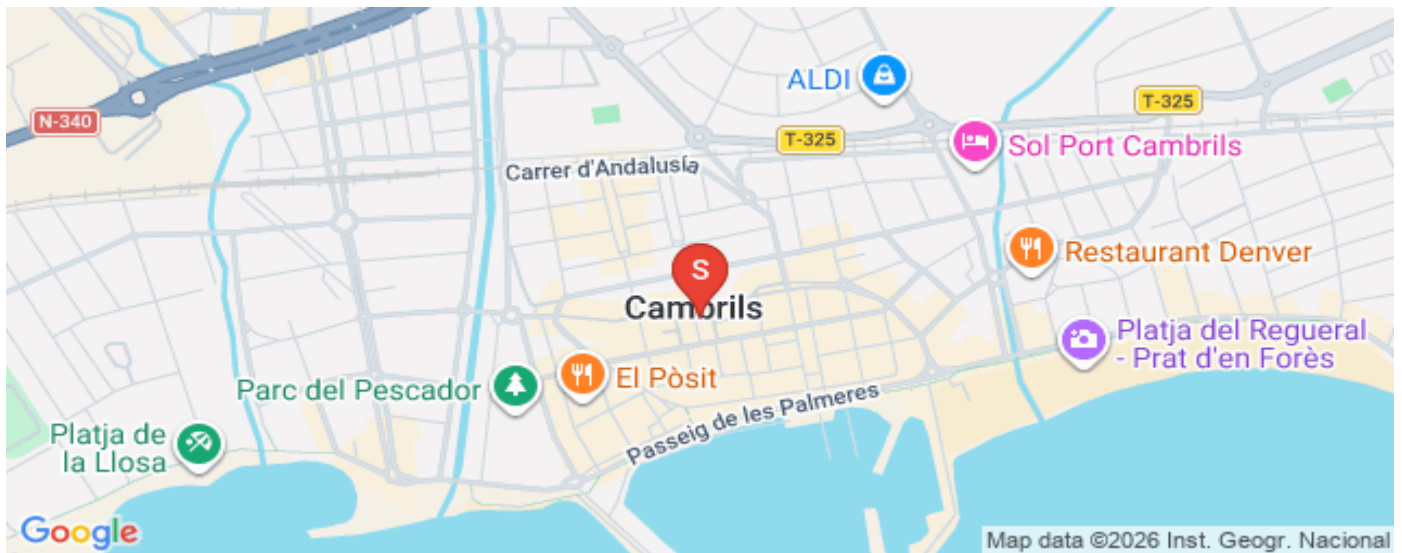 ALDI
N-340
T-325
T-325
Sol Port Cambrils
Carrer d'Andalusía
Restaurant Denver
S
Cambrils
Platja del Regueral
- Prat d'en Forès
El Pòsit
Parc del Pescador
Passeig de les Palmeres
Platja de
la Llosa
Google
Map data ©2026 Inst. Geogr. Nacional